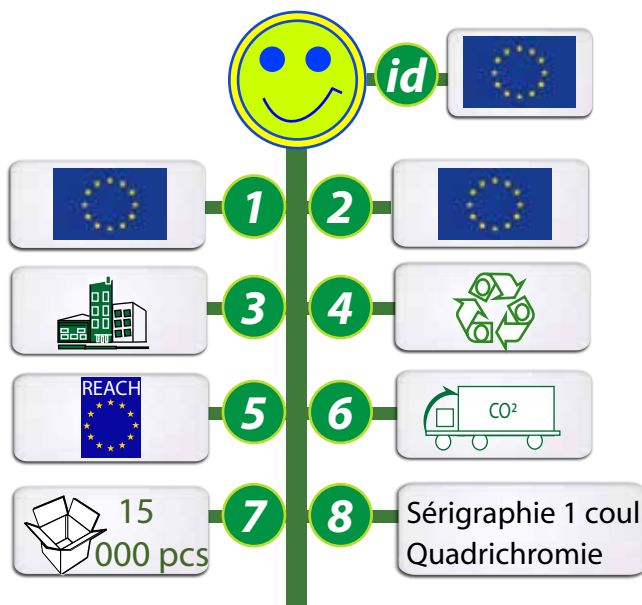 id
1
2
3
4
REACH
5
6
CO²
15
000 pcs
7
8
Sérigraphie 1 coul
Quadrichromie